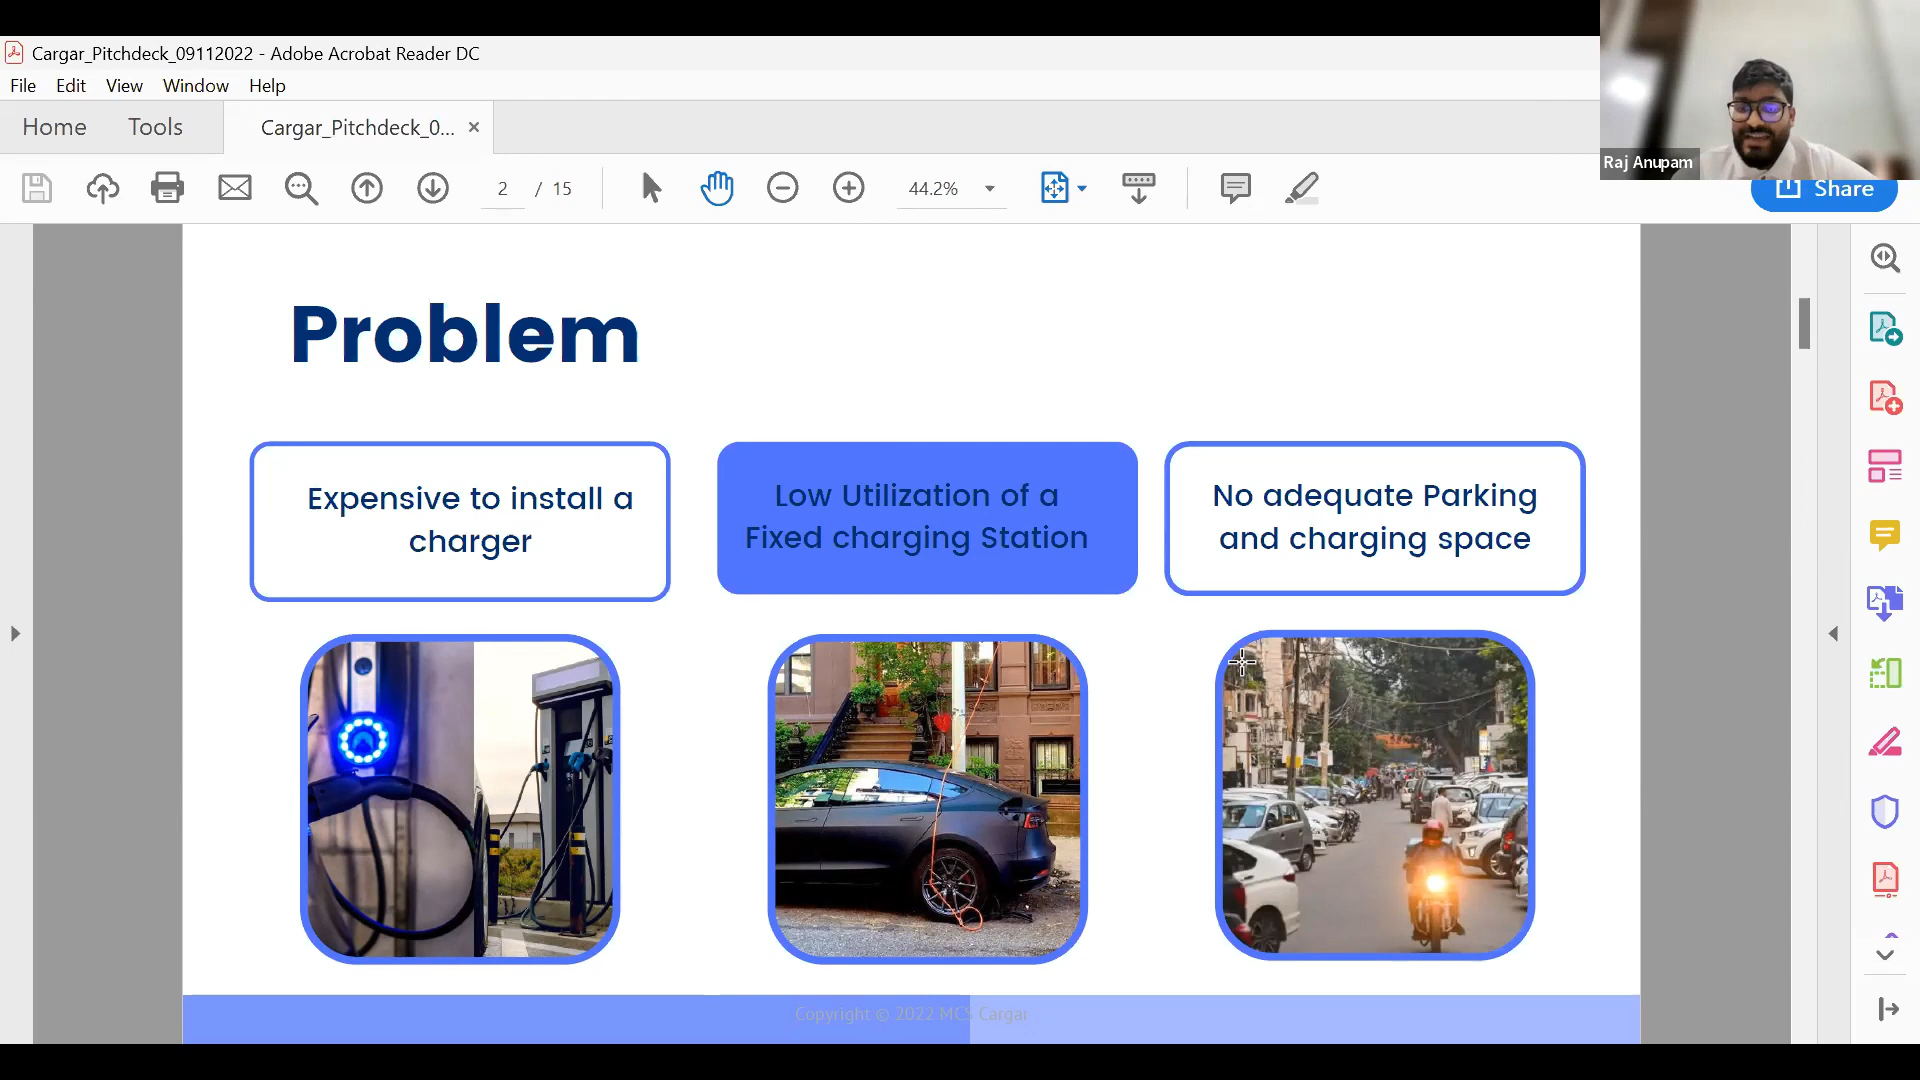 Cargar_Pitchdeck_09112022 - Adobe Acrobat Reader DC
File Edit View Window Help
Home Tools Cargar_Pitchdeck_0... ×
2 / 15 44.2%
Raj Anupam
Share
Problem
Expensive to install a
charger
Low Utilization of a
Fixed charging Station
No adequate Parking
and charging space
Copyright © 2022 MCS Cargar